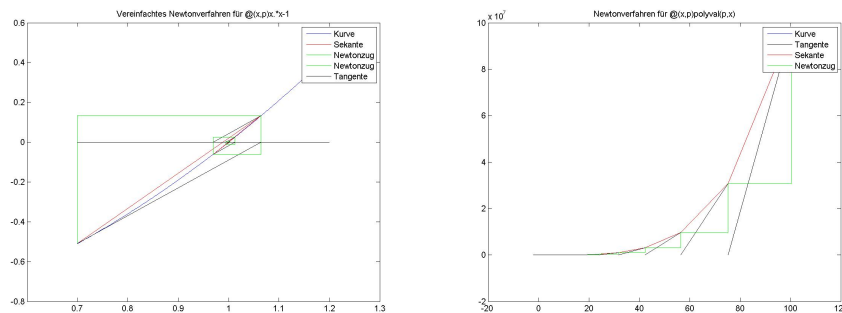 Vereinfachtes Newtonverfahren für @(x,p)x.*x-1
0.6
0.4
0.2
0
-0.2
-0.4
-0.6
-0.8
0.7
0.8
0.9
1
1.1
1.2
1.3
Kurve
Sekante
Newtonzug
Newtonzug
Tangente
Newtonverfahren für @(x,p)polyval(p,x)
10 x 10^7
8
6
4
2
0
-2
-20
0
20
40
60
80
100
120
Kurve
Tangente
Sekante
Newtonzug